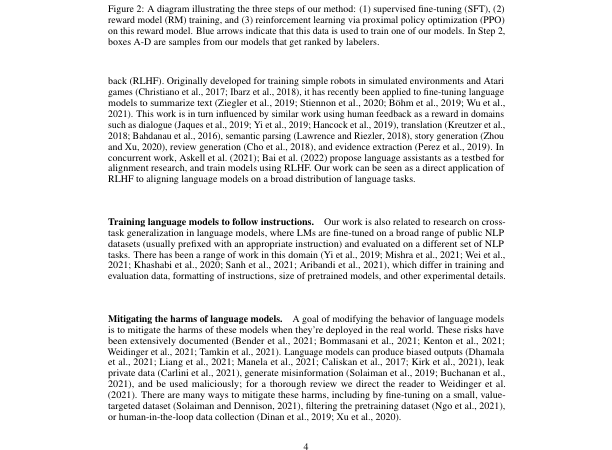 Figure 2: A diagram illustrating the three steps of our method: (1) supervised fine-tuning (SFT), (2)
reward model (RM) training, and (3) reinforcement learning via proximal policy optimization (PPO)
on this reward model. Blue arrows indicate that this data is used to train one of our models. In Step 2,
boxes A-D are samples from our models that get ranked by labelers.
back (RLHF). Originally developed for training simple robots in simulated environments and Atari
games (Christiano et al., 2017; Ibarz et al., 2018), it has recently been applied to fine-tuning language
models to summarize text (Ziegler et al., 2019; Stiennon et al., 2020; Böhm et al., 2019; Wu et al.,
2021). This work is in turn influenced by similar work using human feedback as a reward in domains
such as dialogue (Jaques et al., 2019; Yi et al., 2019; Hancock et al., 2019), translation (Kreutzer et al.,
2018; Bahdanau et al., 2016), semantic parsing (Lawrence and Riezler, 2018), story generation (Zhou
and Xu, 2020), review generation (Cho et al., 2018), and evidence extraction (Perez et al., 2019). In
concurrent work, Askell et al. (2021); Bai et al. (2022) propose language assistants as a testbed for
alignment research, and train models using RLHF. Our work can be seen as a direct application of
RLHF to aligning language models on a broad distribution of language tasks.
Training language models to follow instructions. Our work is also related to research on cross-
task generalization in language models, where LMs are fine-tuned on a broad range of public NLP
datasets (usually prefixed with an appropriate instruction) and evaluated on a different set of NLP
tasks. There has been a range of work in this domain (Yi et al., 2019; Mishra et al., 2021; Wei et al.,
2021; Khashabi et al., 2020; Sanh et al., 2021; Aribandi et al., 2021), which differ in training and
evaluation data, formatting of instructions, size of pretrained models, and other experimental details.
Mitigating the harms of language models. A goal of modifying the behavior of language models
is to mitigate the harms of these models when they're deployed in the real world. These risks have
been extensively documented (Bender et al., 2021; Bommasani et al., 2021; Kenton et al., 2021;
Weidinger et al., 2021; Tamkin et al., 2021). Language models can produce biased outputs (Dhamala
et al., 2021; Liang et al., 2021; Manela et al., 2021; Caliskan et al., 2017; Kirk et al., 2021), leak
private data (Carlini et al., 2021), generate misinformation (Solaiman et al., 2019; Buchanan et al.,
2021), and be used maliciously; for a thorough review we direct the reader to Weidinger et al.
(2021). There are many ways to mitigate these harms, including by fine-tuning on a small, value-
targeted dataset (Solaiman and Dennison, 2021), filtering the pretraining dataset (Ngo et al., 2021),
or human-in-the-loop data collection (Dinan et al., 2019; Xu et al., 2020).
4